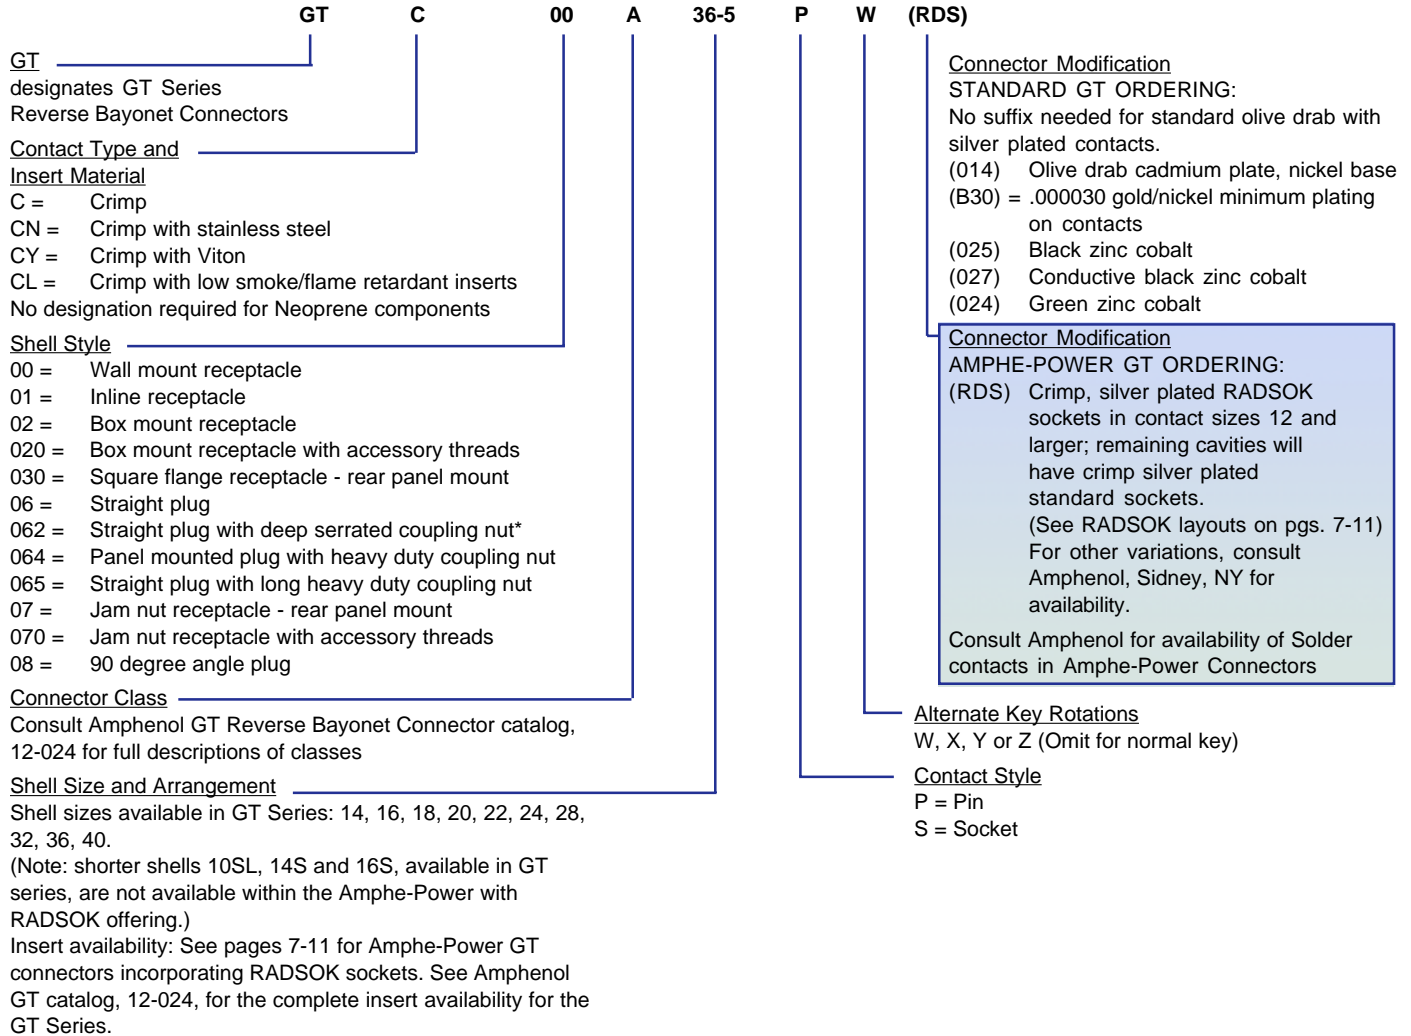 GT C 00 A 36-5 P W (RDS)
GT
designates GT Series
Reverse Bayonet Connectors
Contact Type and
Insert Material
C = Crimp
CN = Crimp with stainless steel
CY = Crimp with Viton
CL = Crimp with low smoke/flame retardant inserts
No designation required for Neoprene components
Shell Style
00 = Wall mount receptacle
01 = Inline receptacle
02 = Box mount receptacle
020 = Box mount receptacle with accessory threads
030 = Square flange receptacle - rear panel mount
06 = Straight plug
062 = Straight plug with deep serrated coupling nut*
064 = Panel mounted plug with heavy duty coupling nut
065 = Straight plug with long heavy duty coupling nut
07 = Jam nut receptacle - rear panel mount
070 = Jam nut receptacle with accessory threads
08 = 90 degree angle plug
Connector Class
Consult Amphenol GT Reverse Bayonet Connector catalog,
12-024 for full descriptions of classes
Shell Size and Arrangement
Shell sizes available in GT Series: 14, 16, 18, 20, 22, 24, 28,
32, 36, 40.
(Note: shorter shells 10SL, 14S and 16S, available in GT
series, are not available within the Amphe-Power with
RADSOK offering.)
Insert availability: See pages 7-11 for Amphe-Power GT
connectors incorporating RADSOK sockets. See Amphenol
GT catalog, 12-024, for the complete insert availability for the
GT Series.
Connector Modification
STANDARD GT ORDERING:
No suffix needed for standard olive drab with
silver plated contacts.
(014) Olive drab cadmium plate, nickel base
(B30) = .000030 gold/nickel minimum plating
on contacts
(025) Black zinc cobalt
(027) Conductive black zinc cobalt
(024) Green zinc cobalt
Connector Modification
AMPHE-POWER GT ORDERING:
(RDS) Crimp, silver plated RADSOK
sockets in contact sizes 12 and
larger; remaining cavities will
have crimp silver plated
standard sockets.
(See RADSOK layouts on pgs. 7-11)
For other variations, consult
Amphenol, Sidney, NY for
availability.
Consult Amphenol for availability of Solder
contacts in Amphe-Power Connectors
Alternate Key Rotations
W, X, Y or Z (Omit for normal key)
Contact Style
P = Pin
S = Socket